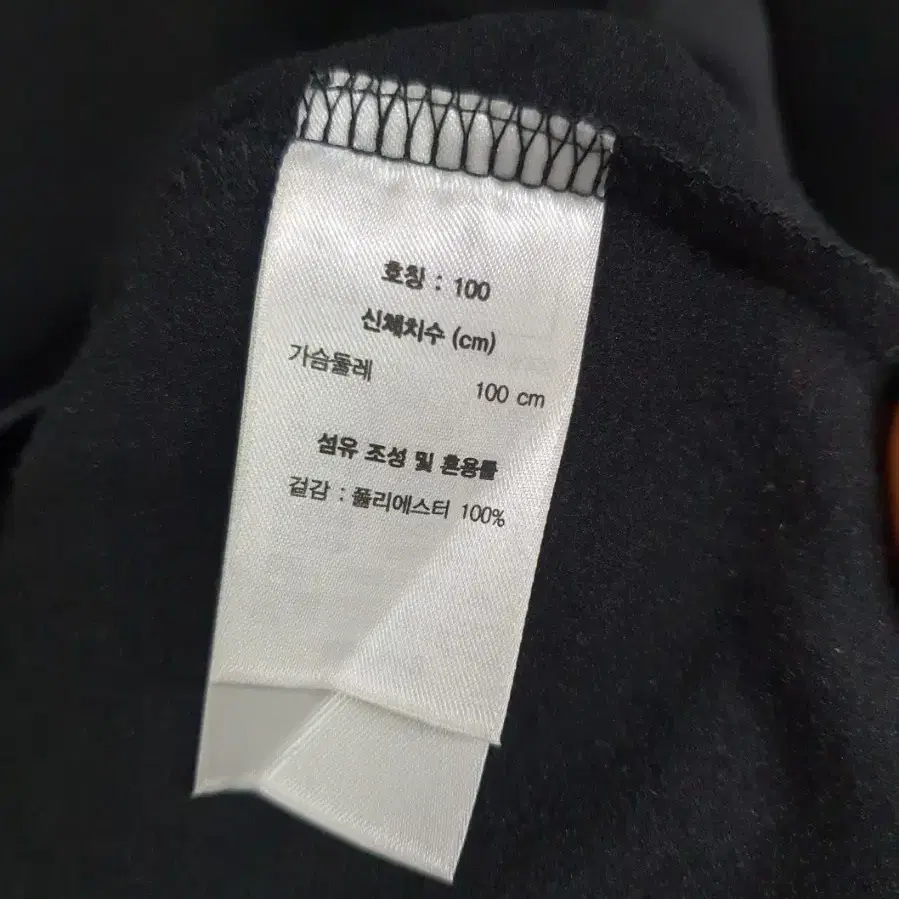 호칭 : 100
신체치수 (cm)
가슴둘레 100 cm
섬유 조성 및 혼용률
겉감 : 폴리에스터 100%